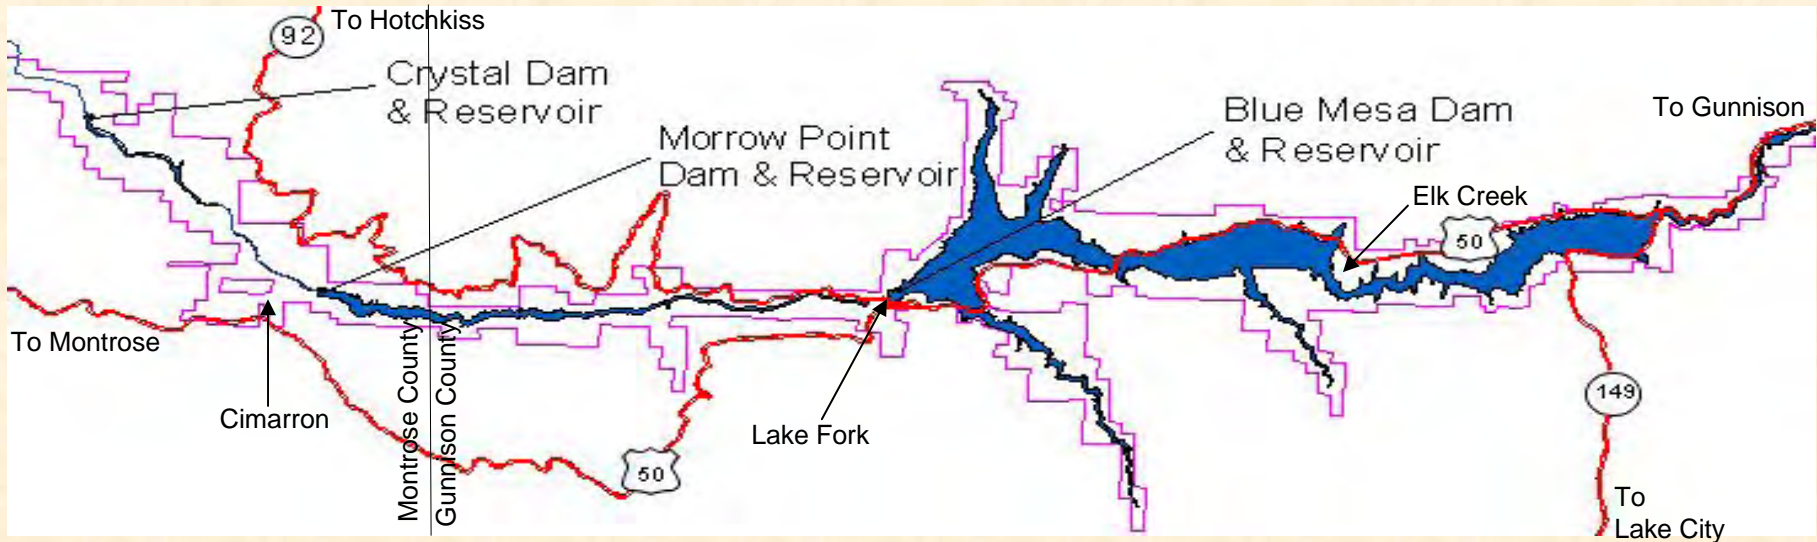 To Hotchkiss
92
Crystal Dam
& Reservoir
Morrow Point
Dam & Reservoir
Blue Mesa Dam
& Reservoir
To Gunnison
Elk Creek
50
To Montrose
Cimarron
Montrose County
Gunnison County
50
Lake Fork
149
To
Lake City